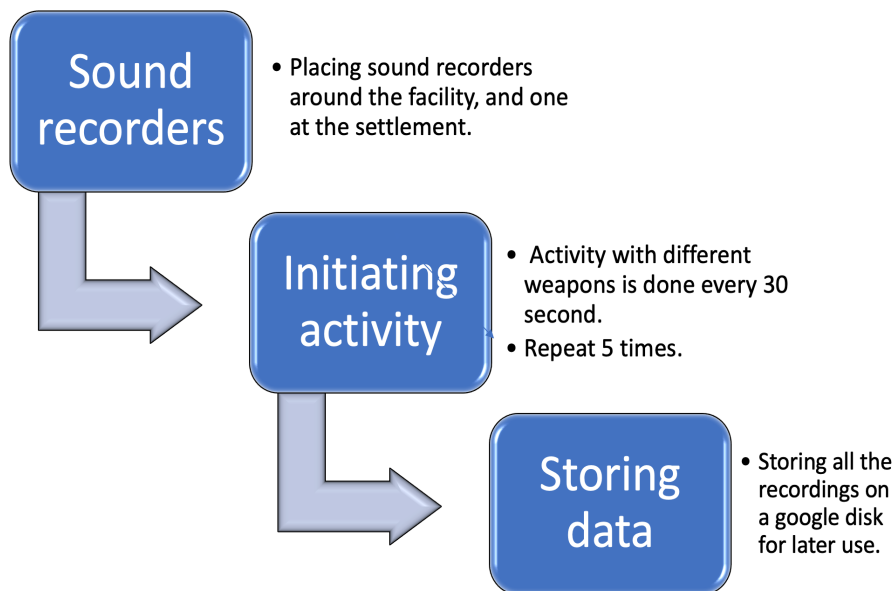 Sound
recorders
• Placing sound recorders
around the facility, and one
at the settlement.
Initiating
activity
• Activity with different
weapons is done every 30
second.
• Repeat 5 times.
Storing
data
• Storing all the
recordings on
a google disk
for later use.